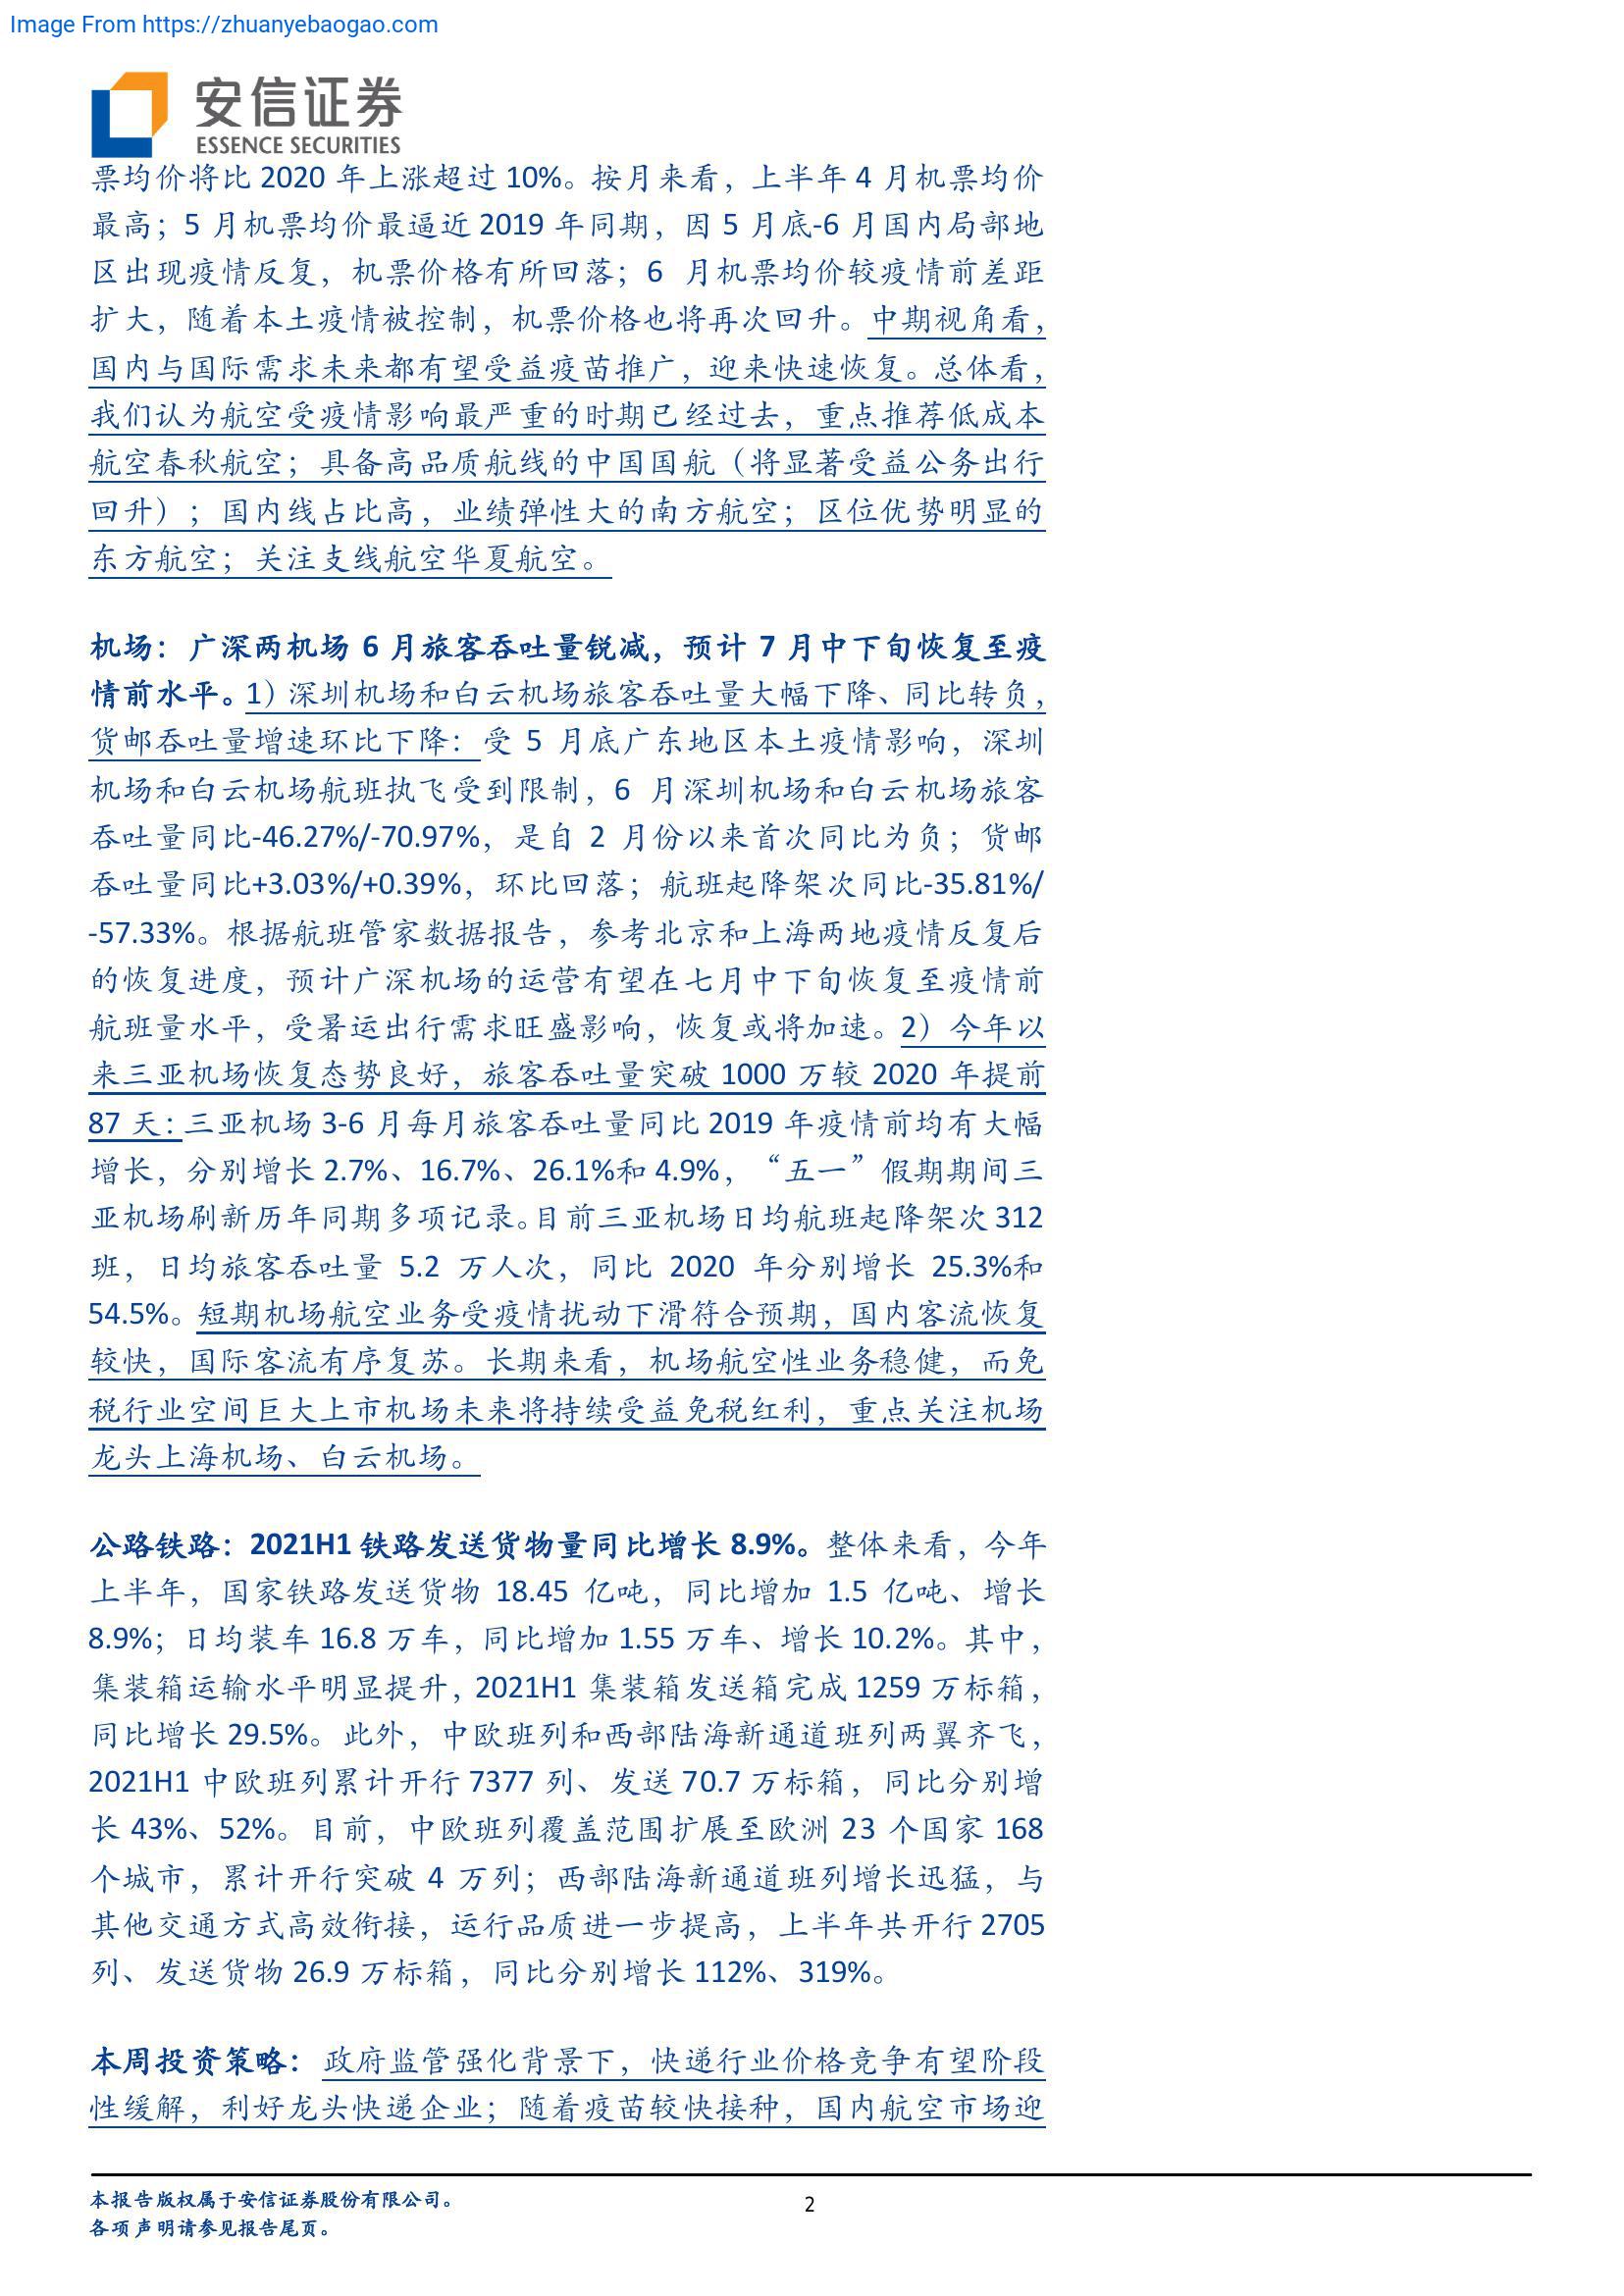 Image From https://zhuanyebaogao.com
安信证券
ESSENCE SECURITIES
票均价将比 2020 年上涨超过 10%。按月来看，上半年 4 月机票均价
最高；5 月机票均价最逼近 2019 年同期，因 5 月底-6 月国内局部地
区出现疫情反复，机票价格有所回落；6 月机票均价较疫情前差距
扩大，随着本土疫情被控制，机票价格也将再次回升。中期视角看，
国内与国际需求未来都有望受益疫苗推广，迎来快速恢复。总体看，
我们认为航空受疫情影响最严重的时期已经过去，重点推荐低成本
航空春秋航空；具备高品质航线的中国国航（将显著受益公务出行
回升）；国内线占比高，业绩弹性大的南方航空；区位优势明显的
东方航空；关注支线航空华夏航空。
机场：广深两机场 6 月旅客吞吐量锐减，预计 7 月中下旬恢复至疫
情前水平。1）深圳机场和白云机场旅客吞吐量大幅下降、同比转负，
货邮吞吐量增速环比下降：受 5 月底广东地区本土疫情影响，深圳
机场和白云机场航班执飞受到限制，6 月深圳机场和白云机场旅客
吞吐量同比-46.27%/-70.97%，是自 2 月份以来首次同比为负；货邮
吞吐量同比+3.03%/+0.39%，环比回落；航班起降架次同比-35.81%/
-57.33%。根据航班管家数据报告，参考北京和上海两地疫情反复后
的恢复进度，预计广深机场的运营有望在七月中下旬恢复至疫情前
航班量水平，受暑运出行需求旺盛影响，恢复或将加速。2）今年以
来三亚机场恢复态势良好，旅客吞吐量突破 1000 万较 2020 年提前
87 天：三亚机场 3-6 月每月旅客吞吐量同比 2019 年疫情前均有大幅
增长，分别增长 2.7%、16.7%、26.1%和 4.9%，“五一”假期期间三
亚机场刷新历年同期多项记录。目前三亚机场日均航班起降架次 312
班，日均旅客吞吐量 5.2 万人次，同比 2020 年分别增长 25.3%和
54.5%。短期机场航空业务受疫情扰动下滑符合预期，国内客流恢复
较快，国际客流有序复苏。长期来看，机场航空性业务稳健，而免
税行业空间巨大上市机场未来将持续受益免税红利，重点关注机场
龙头上海机场、白云机场。
公路铁路：2021H1 铁路发送货物量同比增长 8.9%。整体来看，今年
上半年，国家铁路发送货物 18.45 亿吨，同比增加 1.5 亿吨、增长
8.9%；日均装车 16.8 万车，同比增加 1.55 万车、增长 10.2%。其中，
集装箱运输水平明显提升，2021H1 集装箱发送箱完成 1259 万标箱，
同比增长 29.5%。此外，中欧班列和西部陆海新通道班列两翼齐飞，
2021H1 中欧班列累计开行 7377 列、发送 70.7 万标箱，同比分别增
长 43%、52%。目前，中欧班列覆盖范围扩展至欧洲 23 个国家 168
个城市，累计开行突破 4 万列；西部陆海新通道班列增长迅猛，与
其他交通方式高效衔接，运行品质进一步提高，上半年共开行 2705
列、发送货物 26.9 万标箱，同比分别增长 112%、319%。
本周投资策略：政府监管强化背景下，快递行业价格竞争有望阶段
性缓解，利好龙头快递企业；随着疫苗较快接种，国内航空市场迎
本报告版权属于安信证券股份有限公司。
各项声明请参见报告尾页。
2